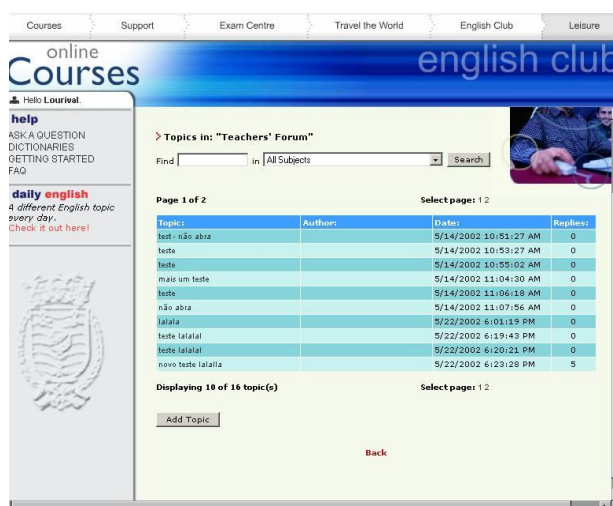 Courses Support Exam Centre Travel the World English Club Leisure
online
Courses
english club
Hello Lourival.
help
ASK A QUESTION
DICTIONARIES
GETTING STARTED
FAQ
daily english
A different English topic
every day.
Check it out here!
Topics in: "Teachers' Forum"
Find in All Subjects Search
Page 1 of 2 Select page: 1 2
Topic: Author: Date: Replies:
test - não abra 5/14/2002 10:51:27 AM 0
teste 5/14/2002 10:53:27 AM 0
teste 5/14/2002 10:55:02 AM 0
mais um teste 5/14/2002 11:04:30 AM 0
teste 5/14/2002 11:06:18 AM 0
não abra 5/14/2002 11:07:56 AM 0
lalala 5/22/2002 6:01:19 PM 0
teste lalalal 5/22/2002 6:19:43 PM 0
teste lalalal 5/22/2002 6:20:21 PM 0
novo teste lalalla 5/22/2002 6:23:28 PM 5
Displaying 10 of 16 topic(s) Select page: 1 2
Add Topic
Back